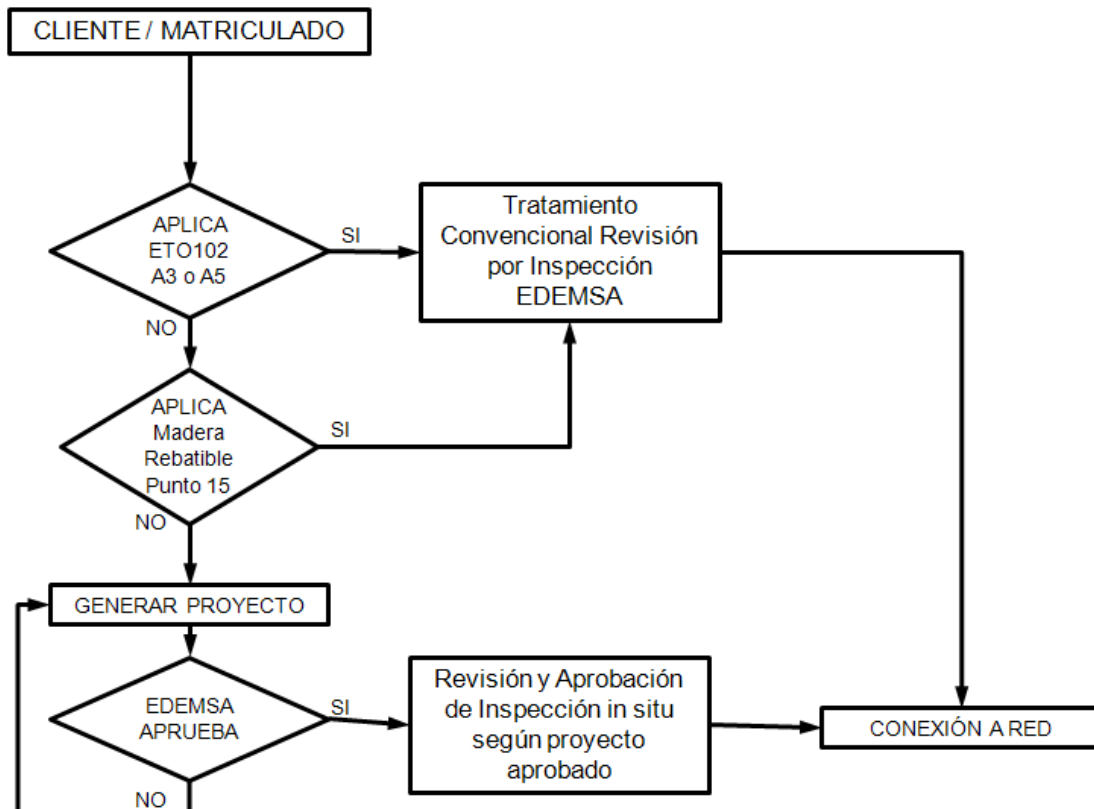 CLIENTE / MATRICULADO
APLICA
ETO102
A3 o A5
SI
Tratamiento
Convencional Revisión
por Inspección
EDEMSA
NO
APLICA
Madera
Rebatible
Punto 15
SI
NO
GENERAR PROYECTO
EDEMSA
APRUEBA
SI
Revisión y Aprobación
de Inspección in situ
según proyecto
aprobado
CONEXIÓN A RED
NO